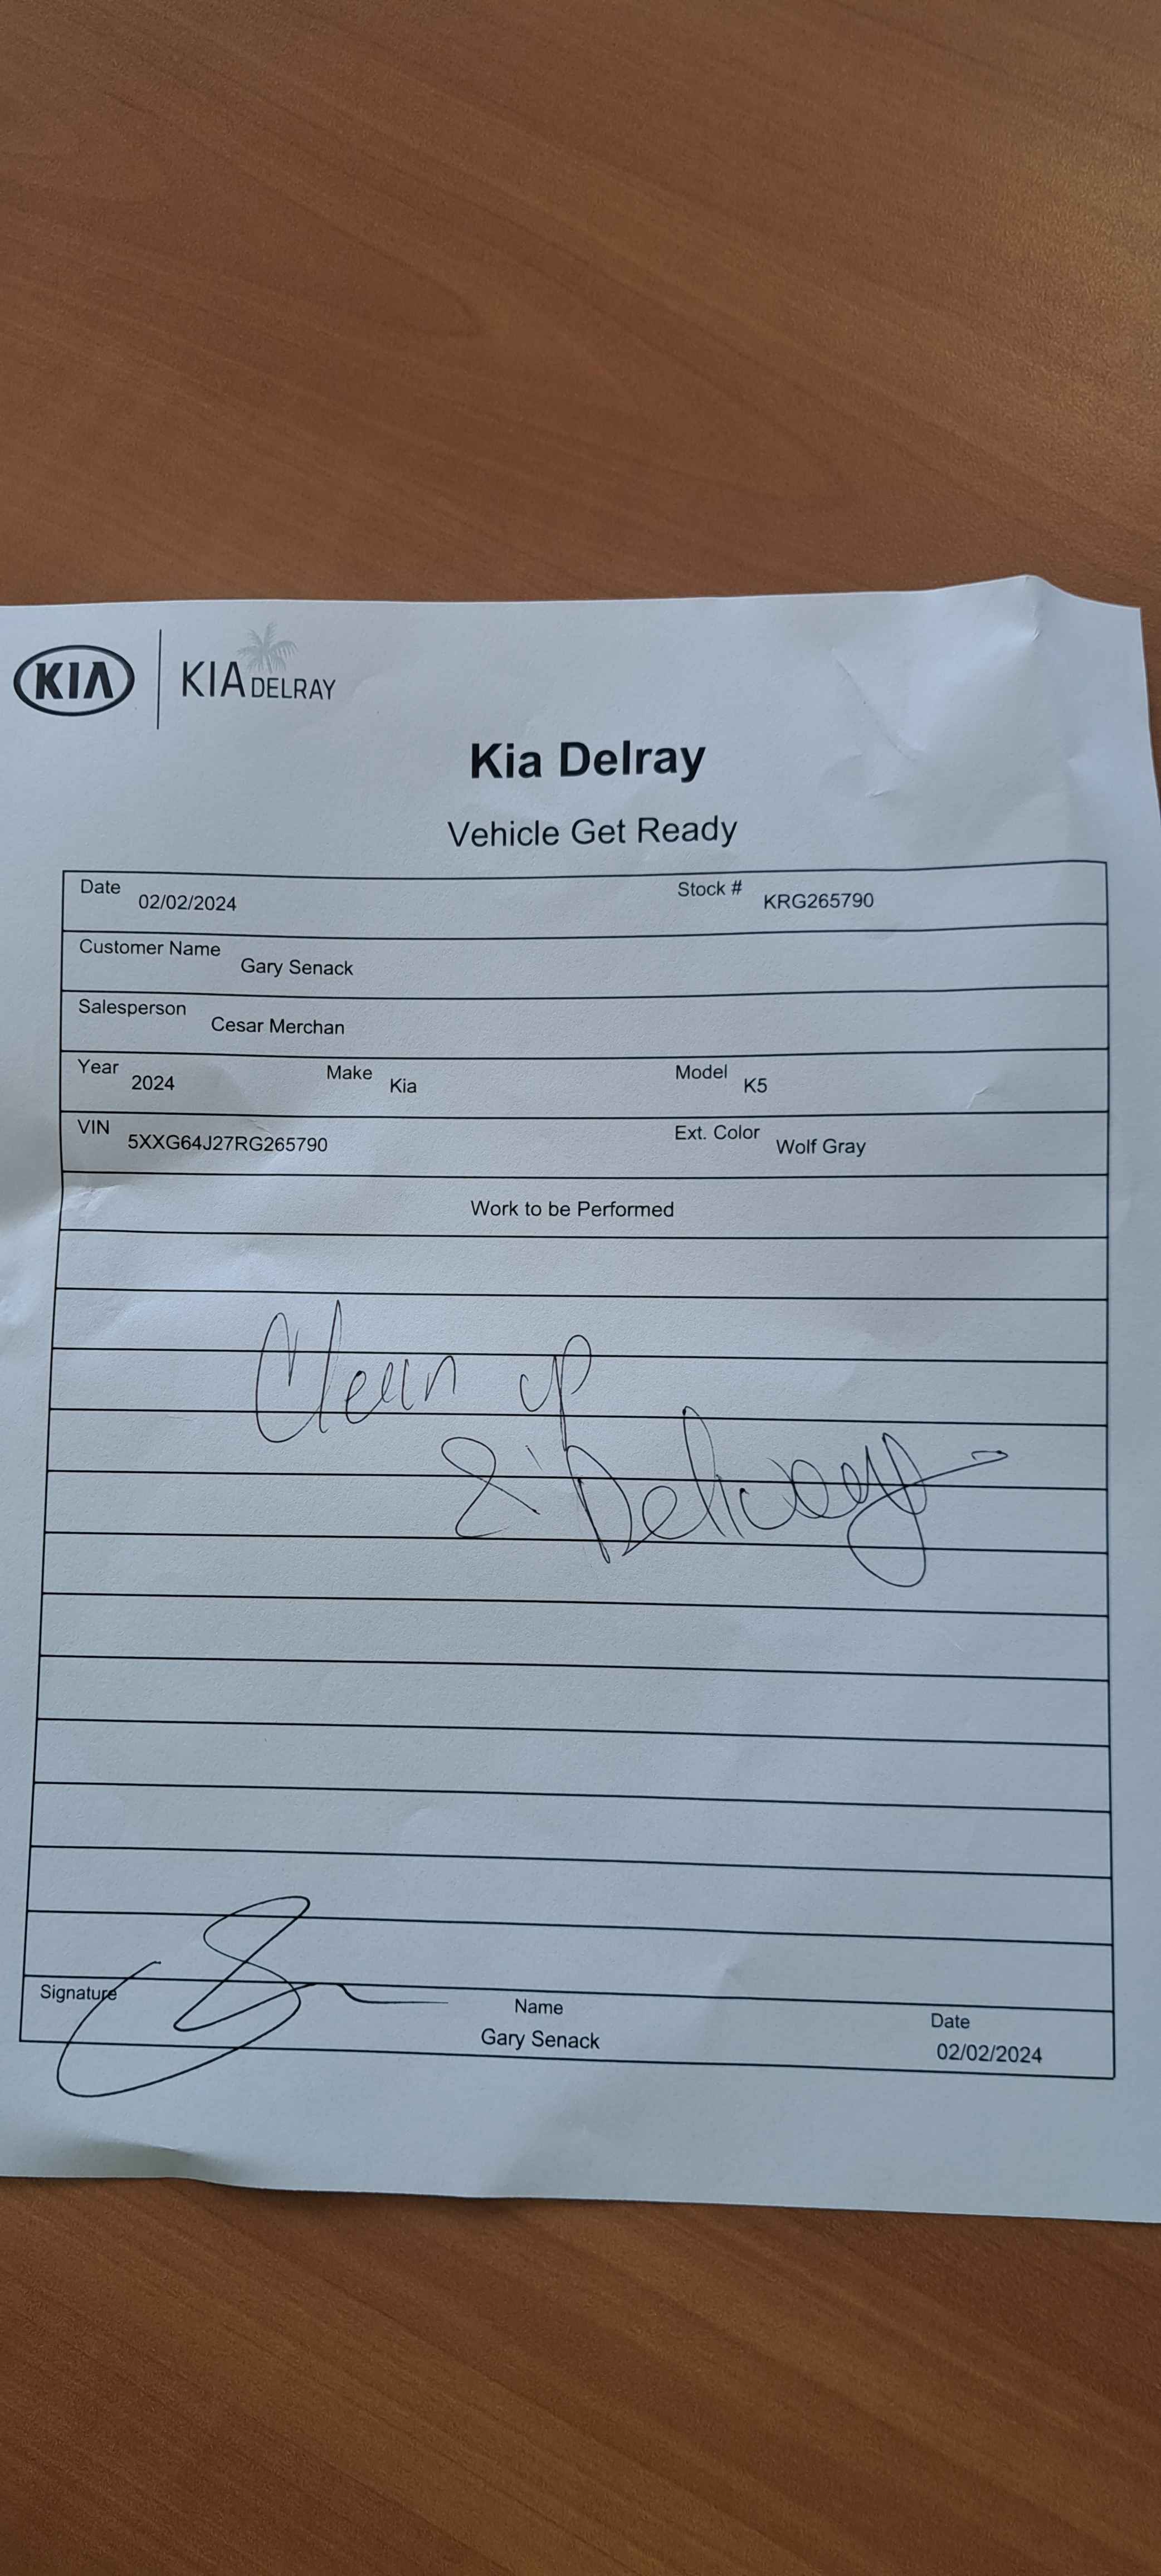 KIA KIA DELRAY
Kia Delray
Vehicle Get Ready
Date 02/02/2024 Stock # KRG265790
Customer Name Gary Senack
Salesperson Cesar Merchan
Year 2024 Make Kia Model K5
VIN 5XXG64J27RG265790 Ext. Color Wolf Gray
Work to be Performed
Clean up
& Delivery
Signature Name Date
Gary Senack 02/02/2024